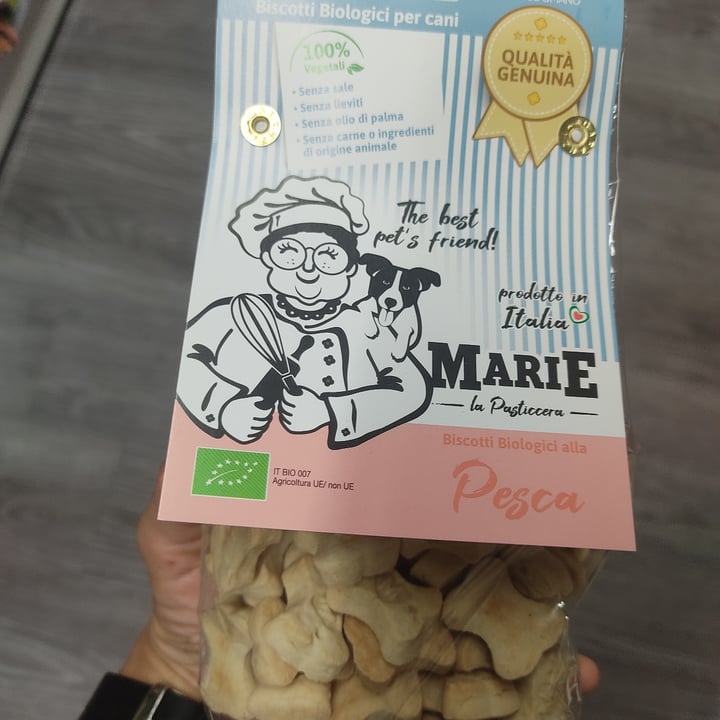 Biscotti Biologici per cani
100%
Vegetali
• Senza sale
• Senza lieviti
• Senza olio di palma
• Senza carne o ingredienti
di origine animale
QUALITÀ
GENUINA
The best
pet's friend!
prodotto in
Italia
MARIE
la Pasticcera
Biscotti Biologici alla
Pesca
IT BIO 007
Agricoltura UE/ non UE